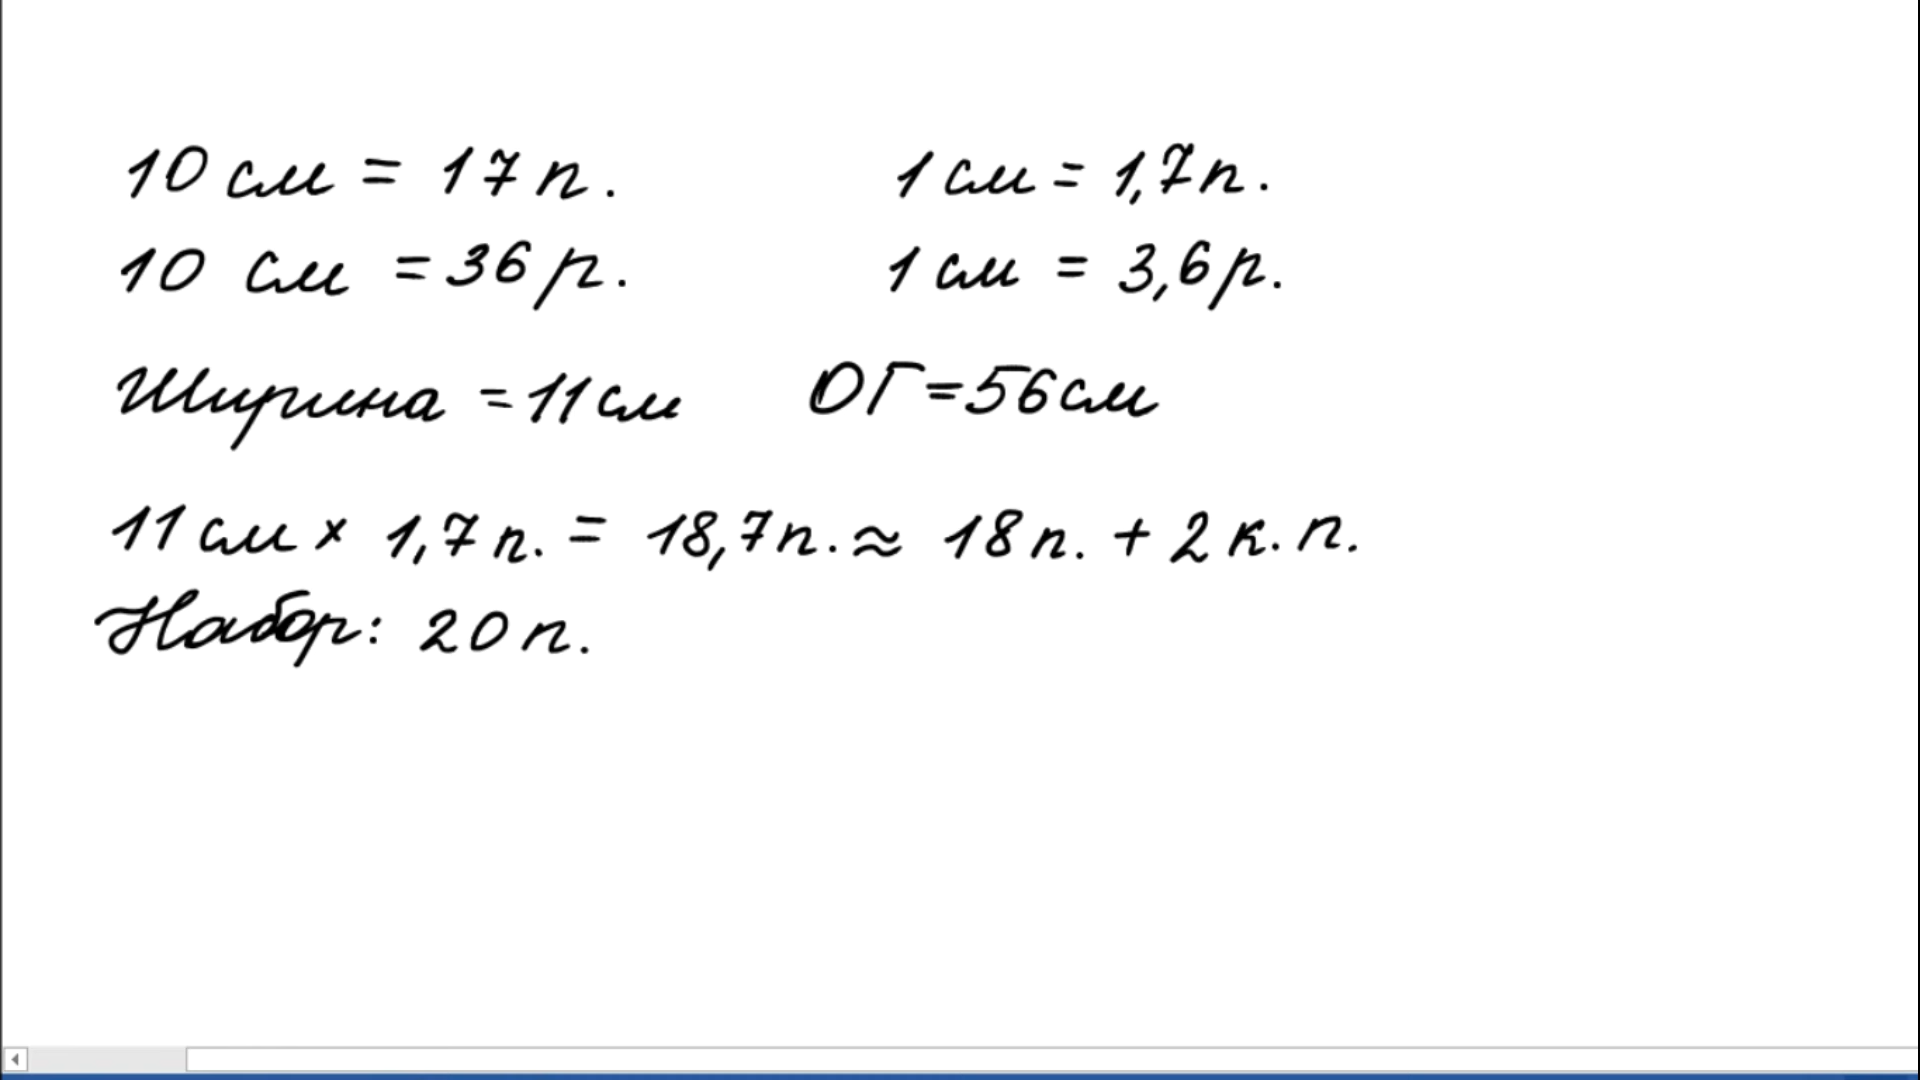 10 см = 17 п. 1 см = 1,7 п.
10 см = 36 р. 1 см = 3,6 р.
Ширина = 11 см ОГ = 56 см
11 см × 1,7 п. = 18,7 п. ≈ 18 п. + 2 к. п.
Набор: 20 п.